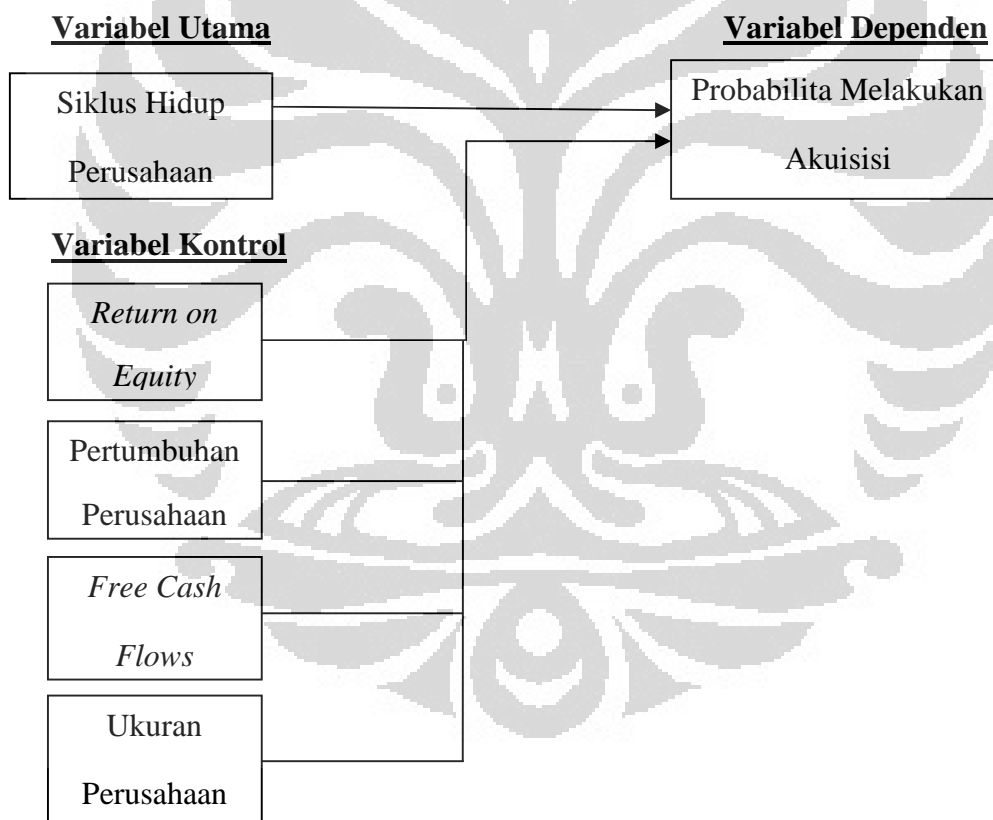 Variabel Utama
Variabel Dependen
Siklus Hidup
Perusahaan
Probabilita Melakukan
Akuisisi
Variabel Kontrol
Return on
Equity
Pertumbuhan
Perusahaan
Free Cash
Flows
Ukuran
Perusahaan